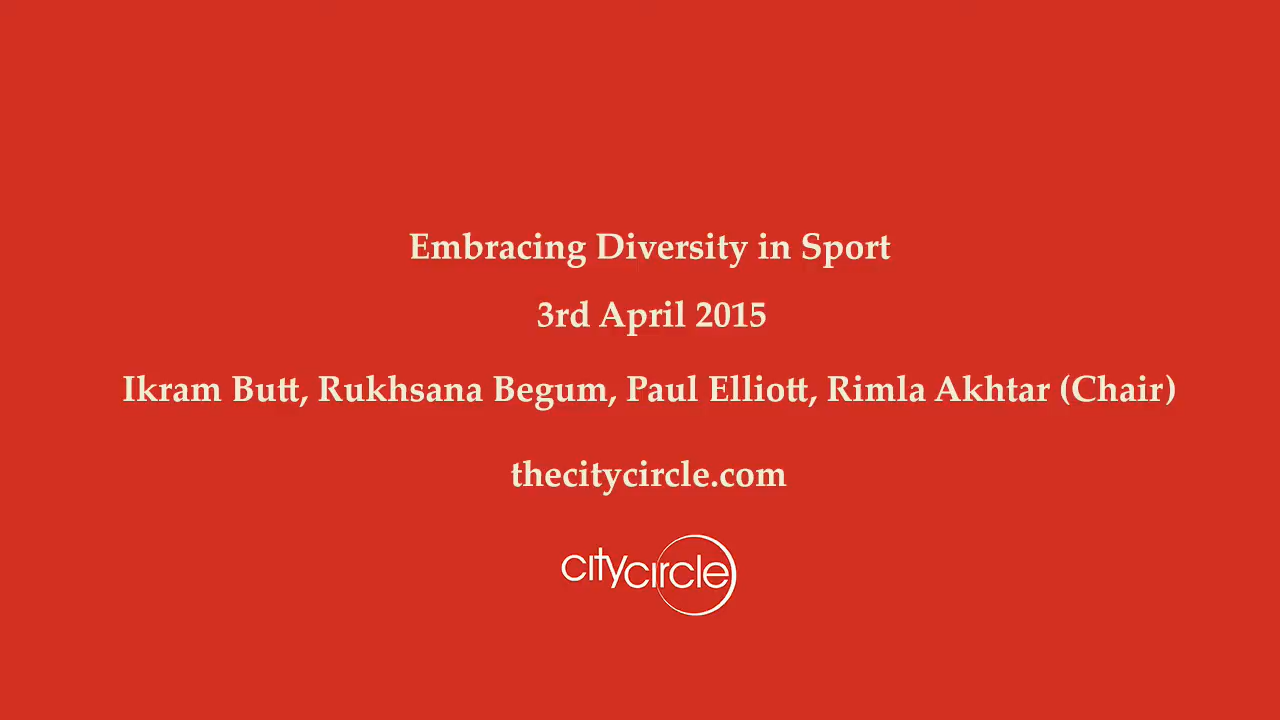 Embracing Diversity in Sport
3rd April 2015
Ikram Butt, Rukhsana Begum, Paul Elliott, Rimla Akhtar (Chair)
thecitycircle.com
citycircle